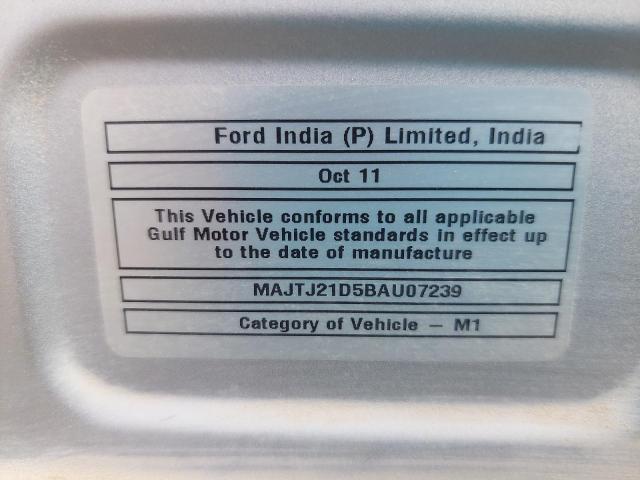 Ford India (P) Limited, India
Oct 11
This Vehicle conforms to all applicable
Gulf Motor Vehicle standards in effect up
to the date of manufacture
MAJTJ21D5BAU07239
Category of Vehicle – M1